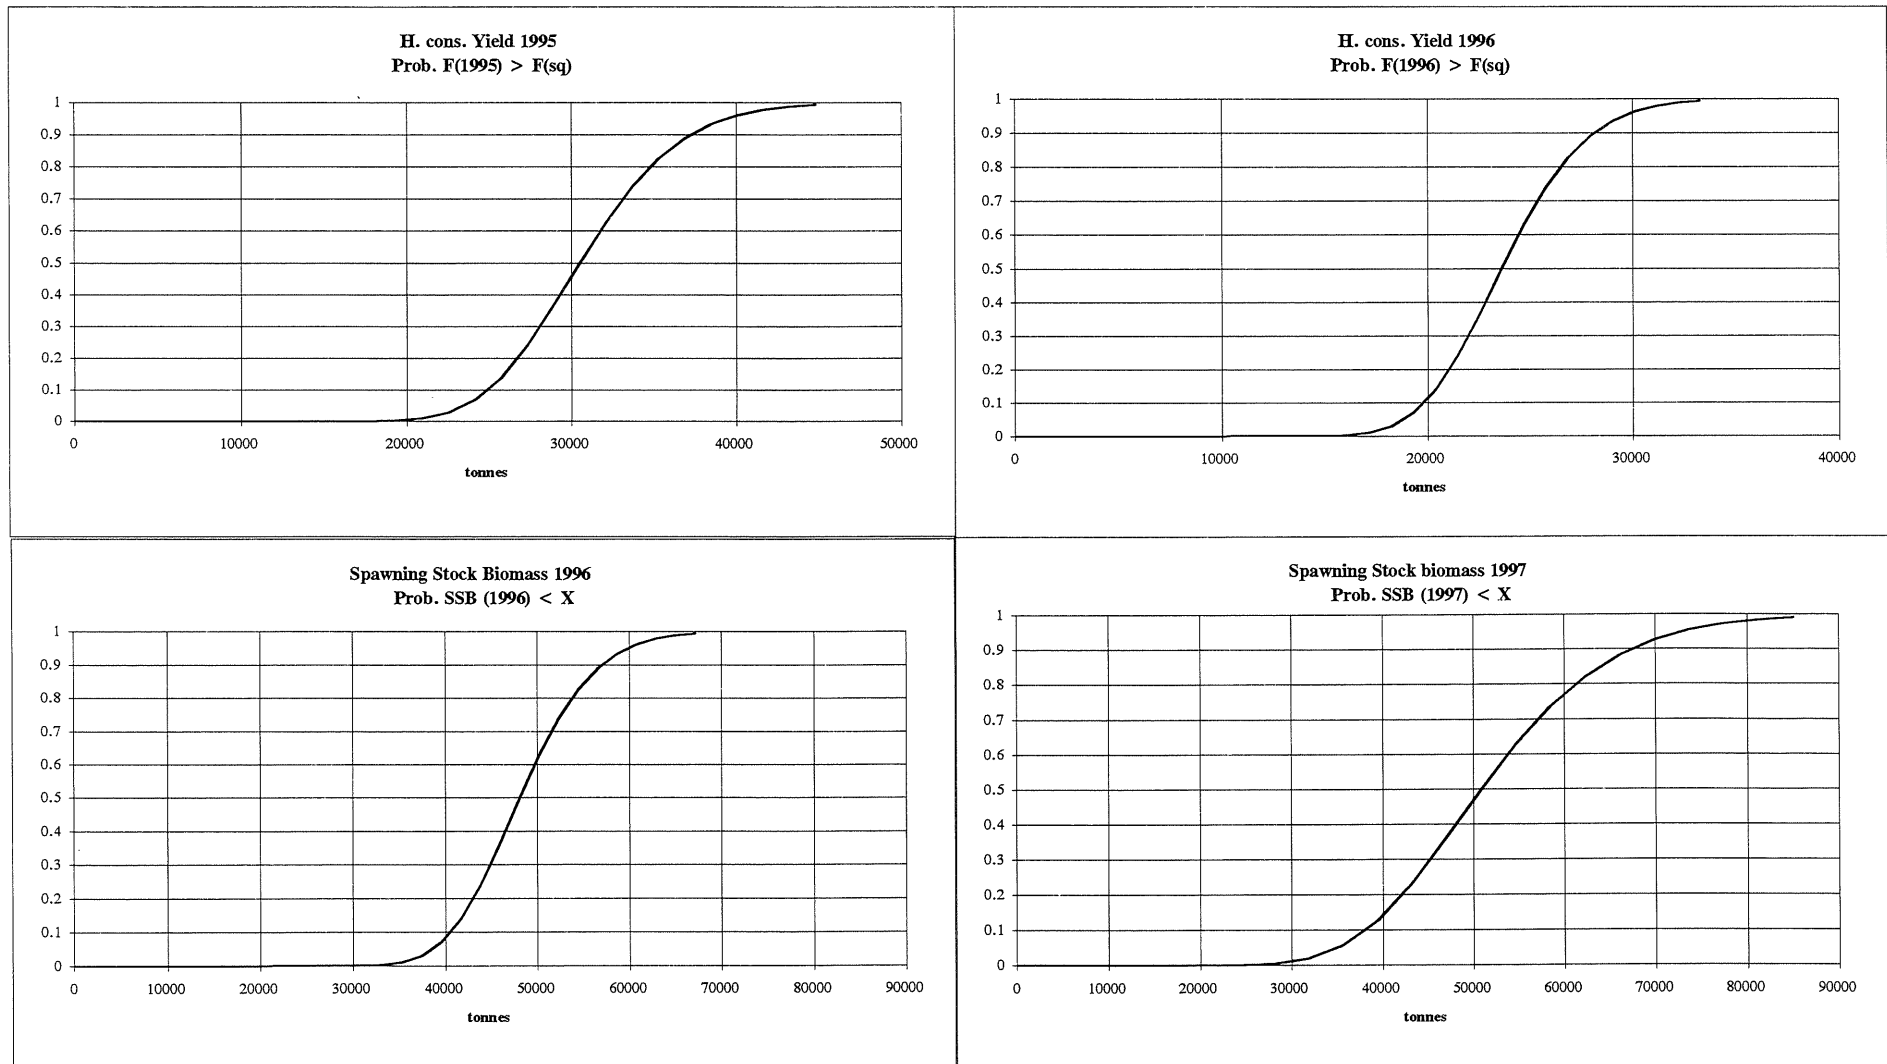 H. cons. Yield 1995
Prob. F(1995) > F(sq)
1
0.9
0.8
0.7
0.6
0.5
0.4
0.3
0.2
0.1
0
0 10000 20000 30000 40000 50000
tonnes
H. cons. Yield 1996
Prob. F(1996) > F(sq)
1
0.9
0.8
0.7
0.6
0.5
0.4
0.3
0.2
0.1
0
0 10000 20000 30000 40000
tonnes
Spawning Stock Biomass 1996
Prob. SSB (1996) < X
1
0.9
0.8
0.7
0.6
0.5
0.4
0.3
0.2
0.1
0
0 10000 20000 30000 40000 50000 60000 70000 80000 90000
tonnes
Spawning Stock biomass 1997
Prob. SSB (1997) < X
1
0.9
0.8
0.7
0.6
0.5
0.4
0.3
0.2
0.1
0
0 10000 20000 30000 40000 50000 60000 70000 80000 90000
tonnes